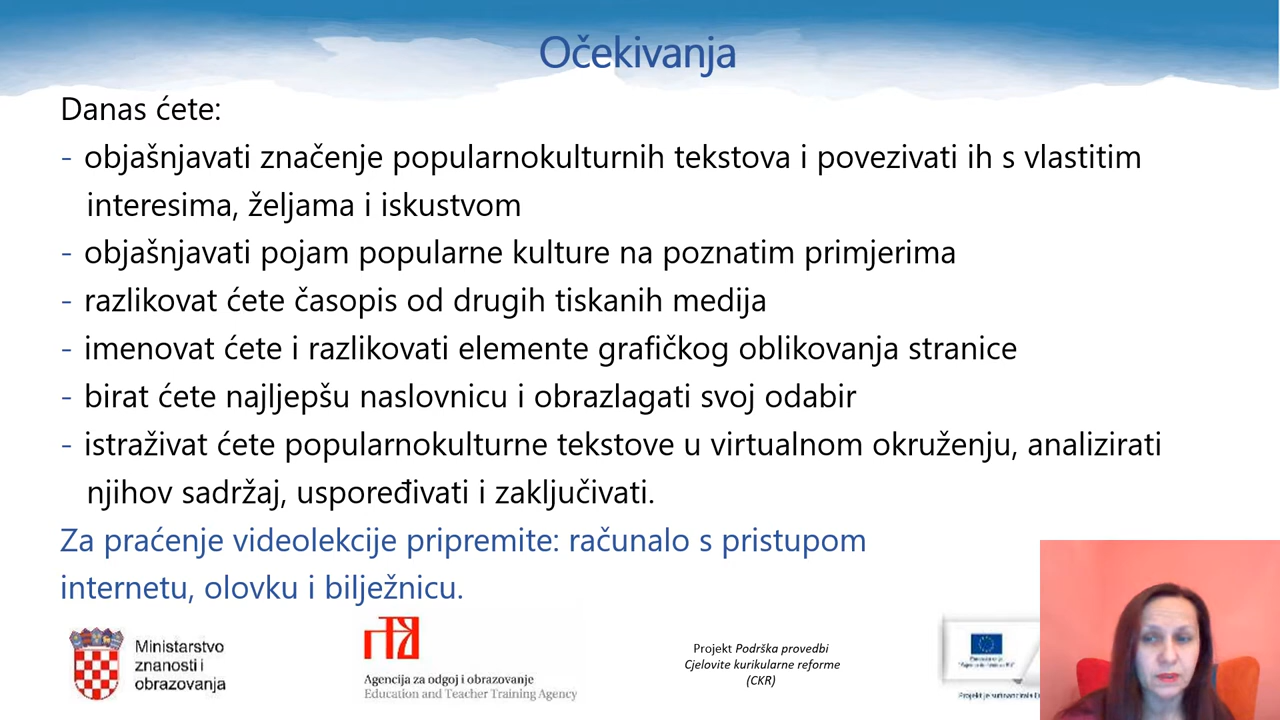 Očekivanja
Danas ćete:
- objašnjavati značenje popularnokulturnih tekstova i povezivati ih s vlastitim
interesima, željama i iskustvom
- objašnjavati pojam popularne kulture na poznatim primjerima
- razlikovat ćete časopis od drugih tiskanih medija
- imenovat ćete i razlikovati elemente grafičkog oblikovanja stranice
- birat ćete najljepšu naslovnicu i obrazlagati svoj odabir
- istraživat ćete popularnokulturne tekstove u virtualnom okruženju, analizirati
njihov sadržaj, uspoređivati i zaključivati.
Za praćenje videolekcije pripremite: računalo s pristupom
internetu, olovku i bilježnicu.
Ministarstvo
znanosti i
obrazovanja
Agencija za odgoj i obrazovanje
Education and Teacher Training Agency
Projekt Podrška provedbi
Cjelovite kurikularne reforme
(CKR)
Projekt je sufinancirala